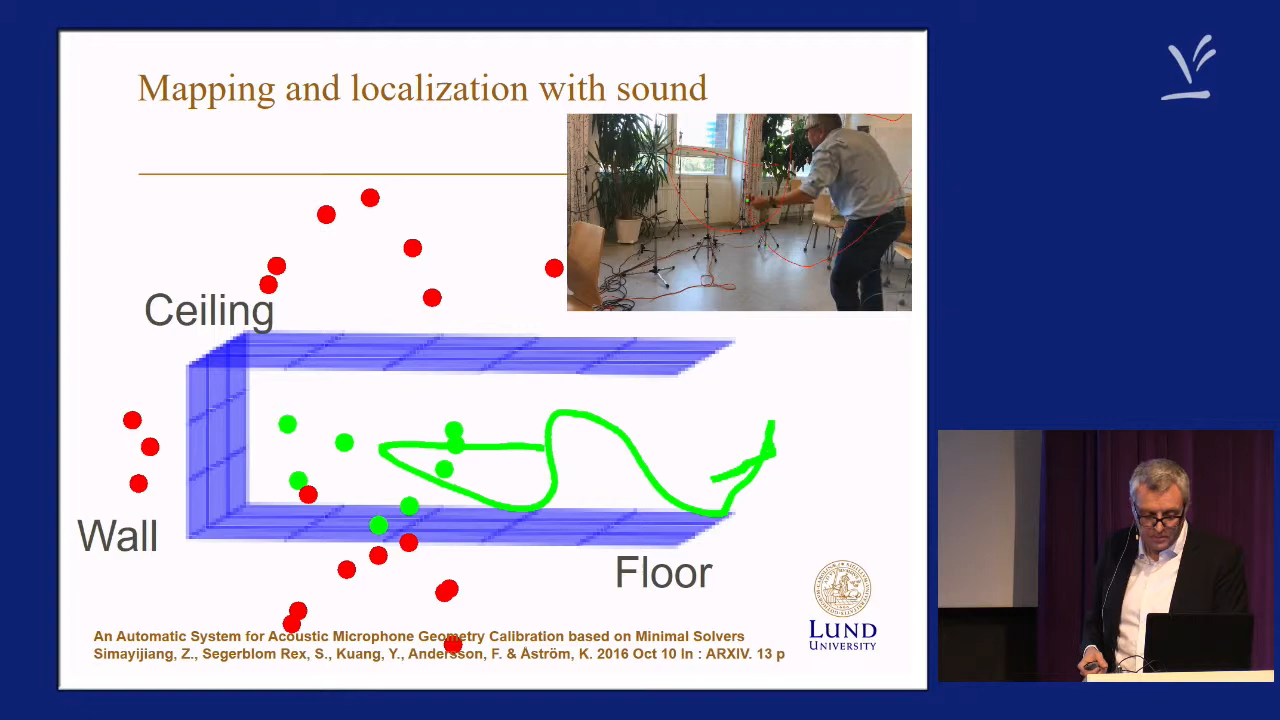 Mapping and localization with sound
Ceiling
Wall
Floor
LUND
UNIVERSITY
An Automatic System for Acoustic Microphone Geometry Calibration based on Minimal Solvers
Simayijiang, Z., Segerblom Rex, S., Kuang, Y., Andersson, F. & Åström, K. 2016 Oct 10 In : ARXIV. 13 p